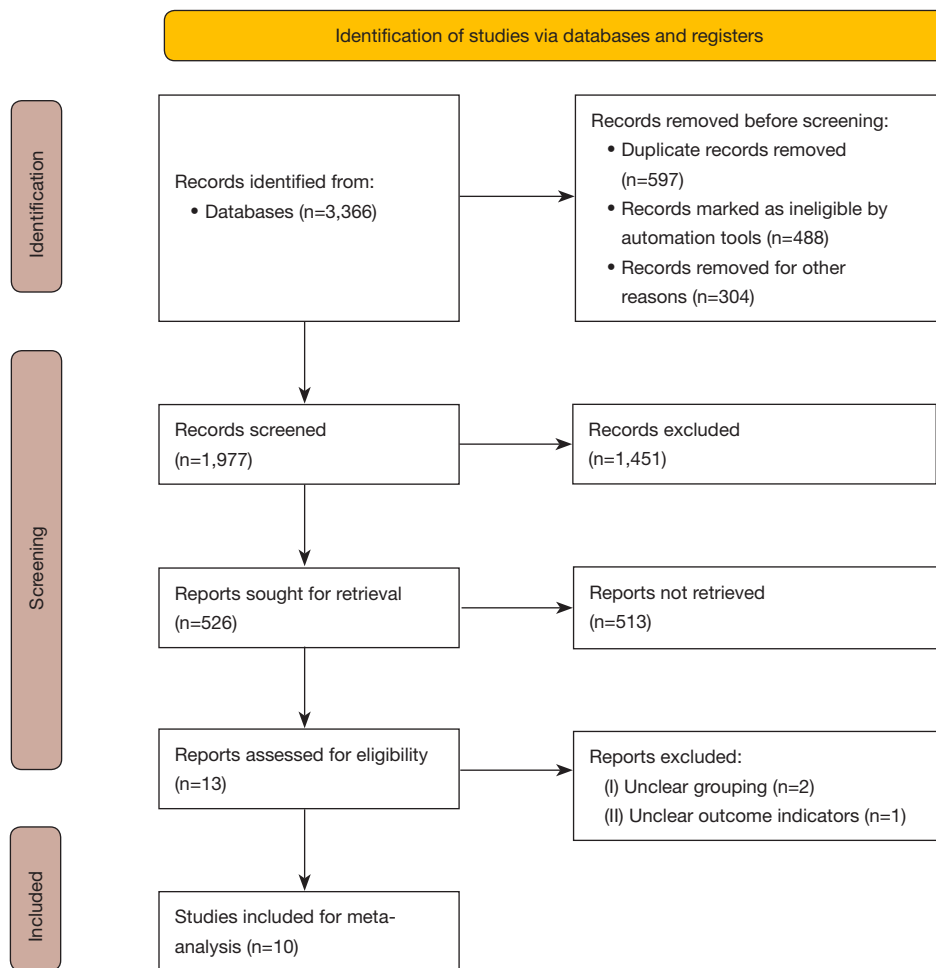 Identification of studies via databases and registers
Identification
Records identified from:
• Databases (n=3,366)
Records removed before screening:
• Duplicate records removed
(n=597)
• Records marked as ineligible by
automation tools (n=488)
• Records removed for other
reasons (n=304)
Screening
Records screened
(n=1,977)
Records excluded
(n=1,451)
Reports sought for retrieval
(n=526)
Reports not retrieved
(n=513)
Reports assessed for eligibility
(n=13)
Reports excluded:
(I) Unclear grouping (n=2)
(II) Unclear outcome indicators (n=1)
Included
Studies included for meta-
analysis (n=10)